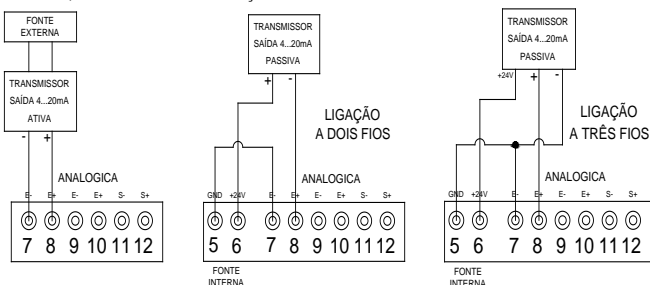 FONTE
EXTERNA
TRANSMISSOR
SAÍDA 4...20mA
ATIVA
- +
ANALOGICA
E- E+ E- E+ S- S+
7 8 9 10 11 12
TRANSMISSOR
SAÍDA 4...20mA
PASSIVA
+ -
LIGAÇÃO
A DOIS FIOS
ANALOGICA
GND +24V E- E+ E- E+ S- S+
5 6 7 8 9 10 11 12
FONTE
INTERNA
TRANSMISSOR
SAÍDA 4...20mA
PASSIVA
+24V + -
LIGAÇÃO
A TRÊS FIOS
ANALOGICA
GND +24V E- E+ E- E+ S- S+
5 6 7 8 9 10 11 12
FONTE
INTERNA